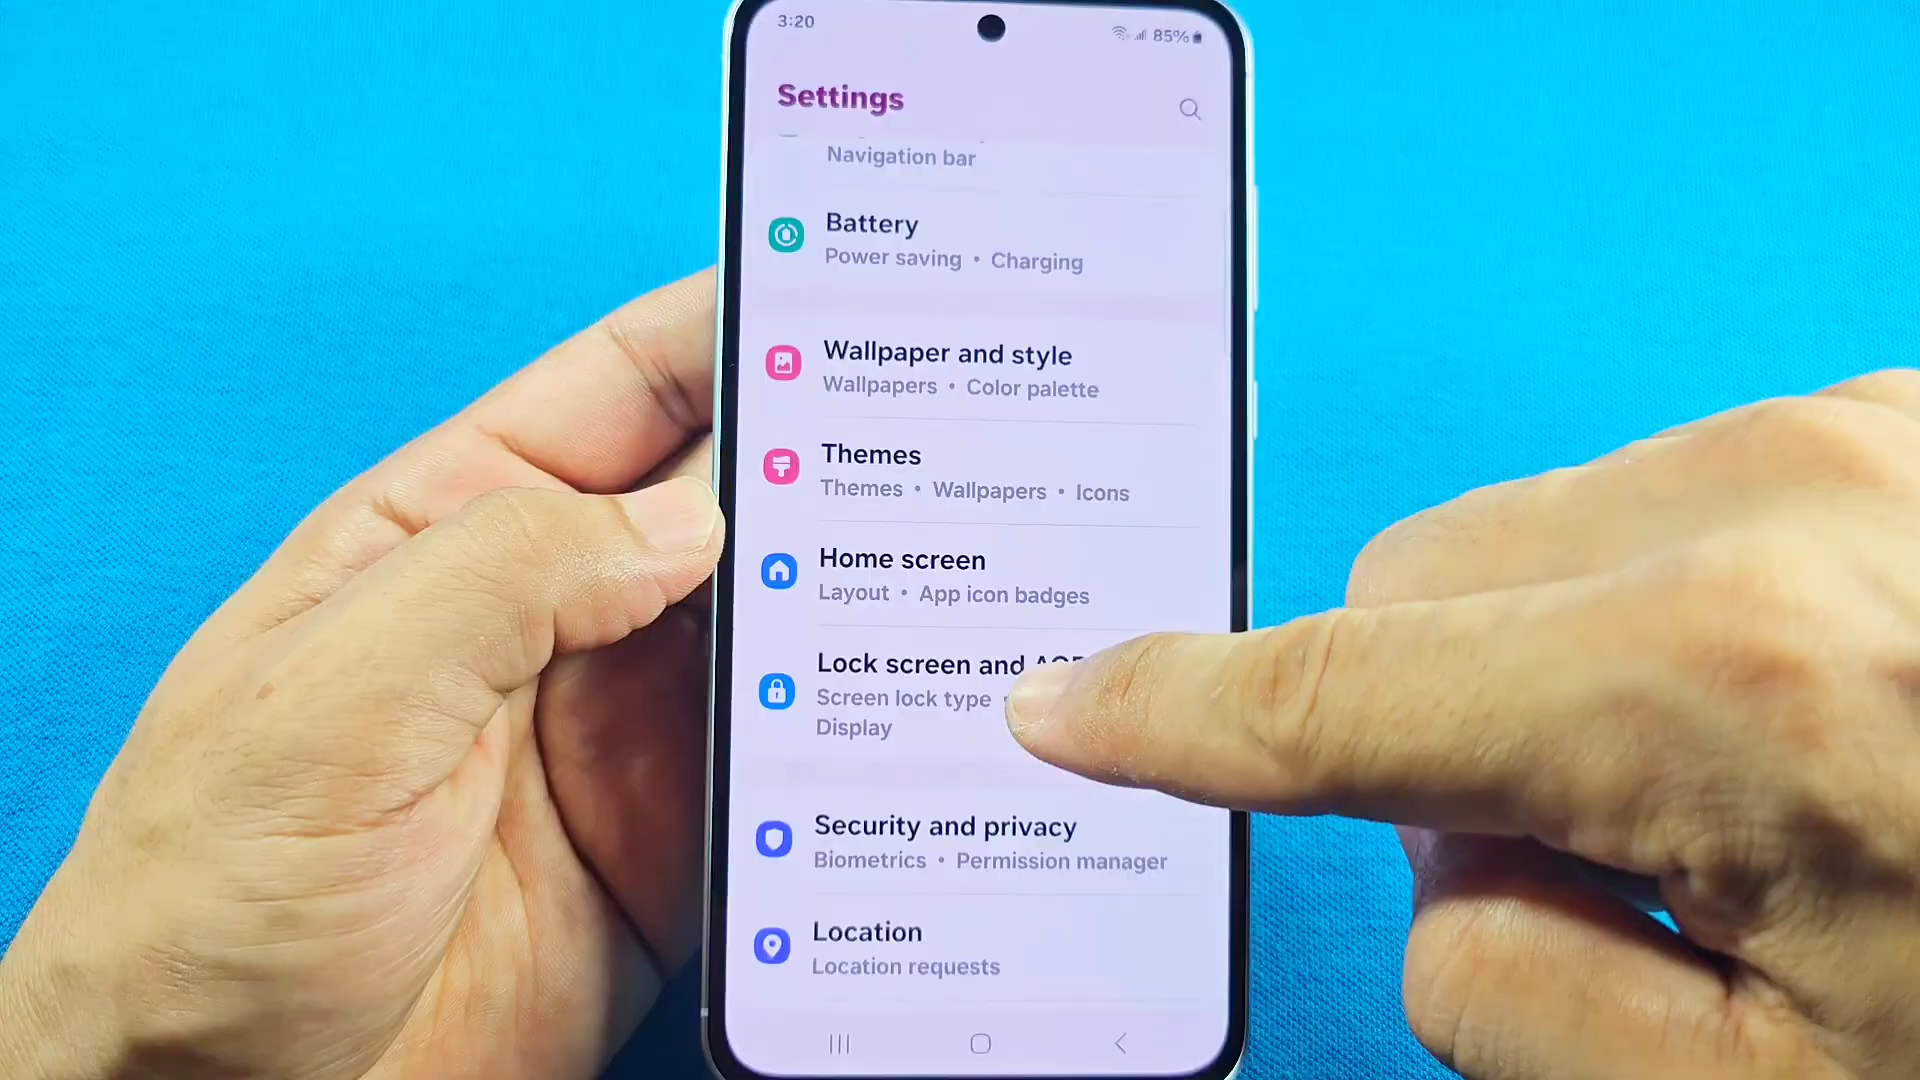 3:20
85%
Settings
Navigation bar
Battery
Power saving • Charging
Wallpaper and style
Wallpapers • Color palette
Themes
Themes • Wallpapers • Icons
Home screen
Layout • App icon badges
Lock screen and
Screen lock type •
Display
Security and privacy
Biometrics • Permission manager
Location
Location requests